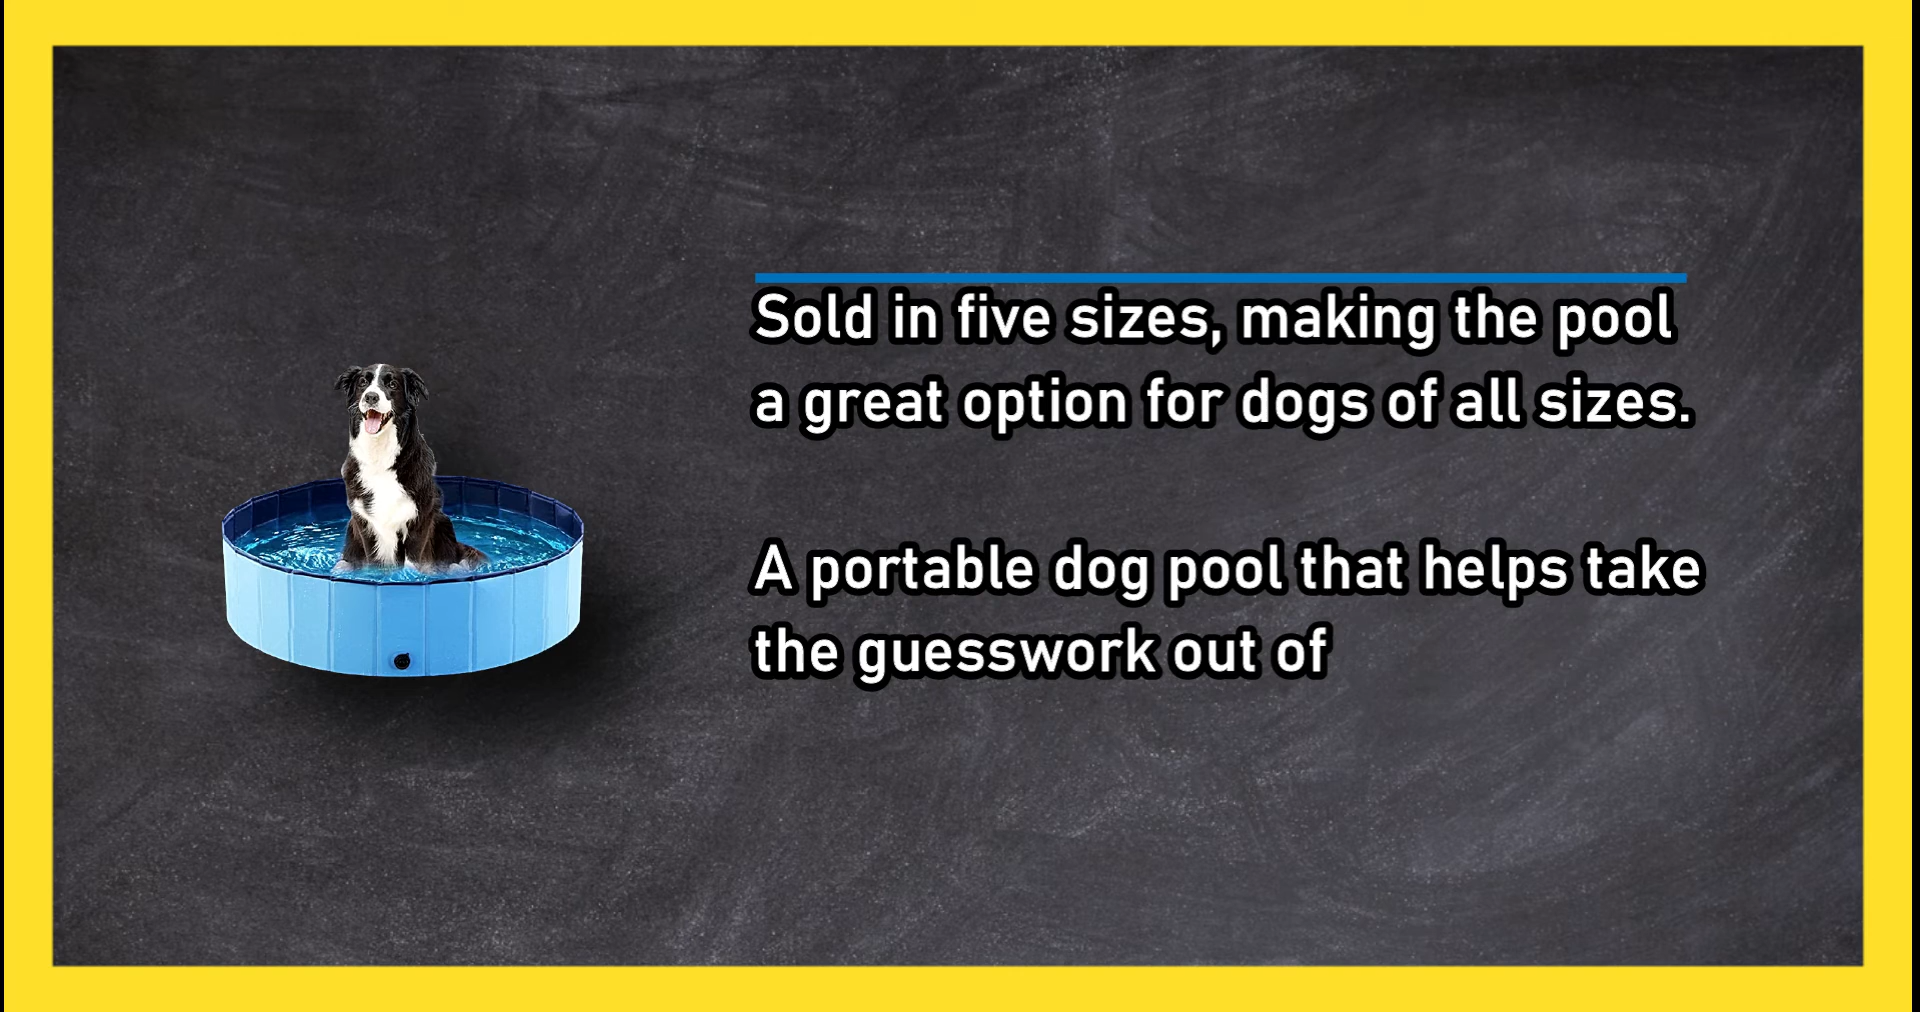 Sold in five sizes, making the pool
a great option for dogs of all sizes.
A portable dog pool that helps take
the guesswork out of